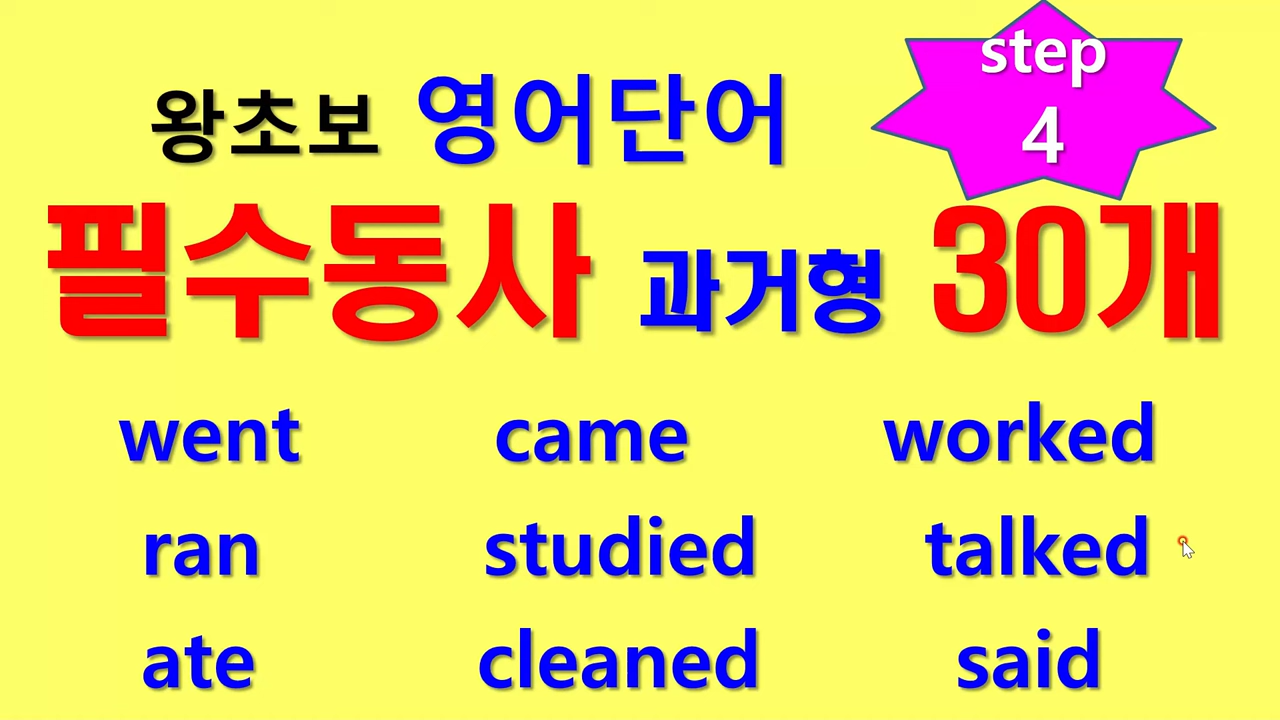 step
4
왕초보 영어단어
필수동사 과거형 30개
went came worked
ran studied talked
ate cleaned said